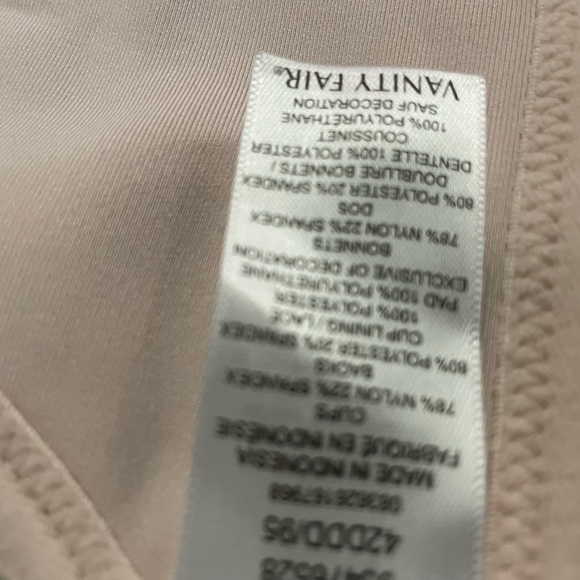 42DDD/95
MADE IN INDONESIA
FABRIQUÉ EN INDONÉSIE
CUPS
78% NYLON 22% SPANDEX
BACKS
80% POLYESTER 20% SPANDEX
CUP LINING / LACE
100% POLYESTER
PAD 100% POLYURETHANE
EXCLUSIVE OF DECORATION
BONNETS
78% NYLON 22% SPANDEX
DOS
80% POLYESTER 20% SPANDEX
DOUBLURE BONNETS /
DENTELLE 100% POLYESTER
COUSSINET
100% POLYURÉTHANE
SAUF DÉCORATION
VANITY FAIR®